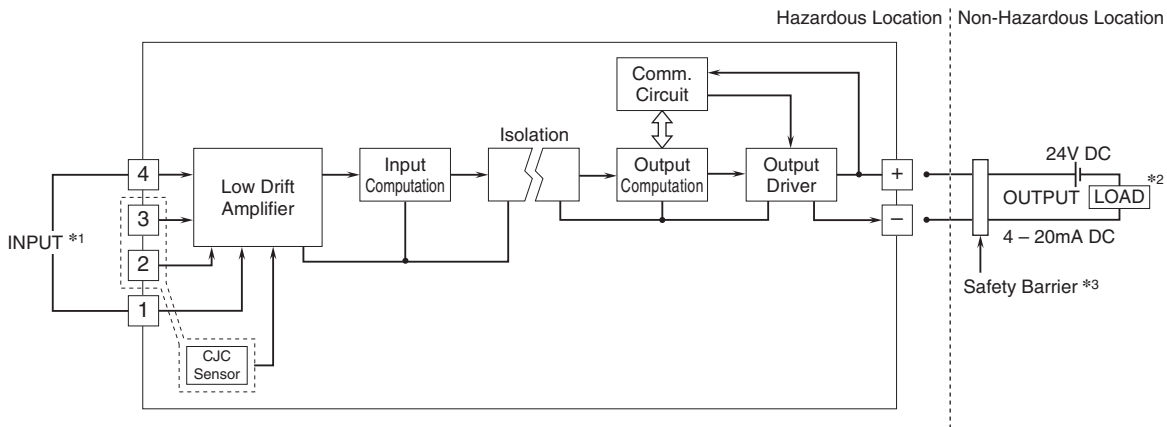 Hazardous Location
Non-Hazardous Location
Comm.
Circuit
Isolation
4
3
2
1
INPUT *1
Low Drift
Amplifier
Input
Computation
Output
Computation
Output
Driver
+
−
24V DC
OUTPUT
LOAD
*2
4 – 20mA DC
Safety Barrier *3
CJC
Sensor